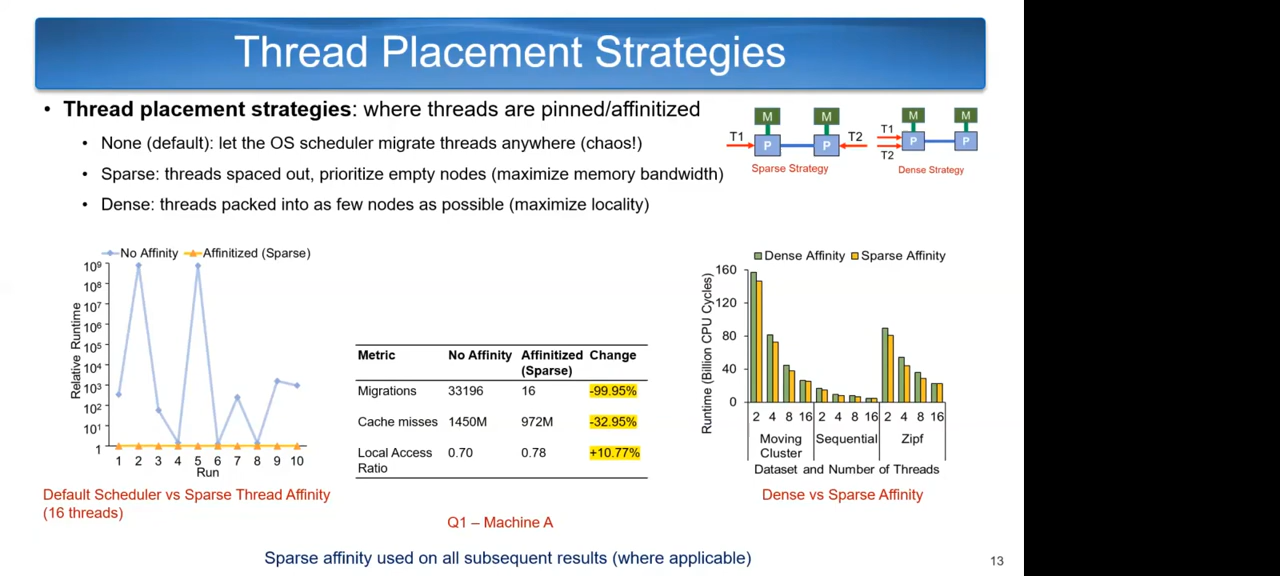 Thread Placement Strategies
• Thread placement strategies: where threads are pinned/affinitized
• None (default): let the OS scheduler migrate threads anywhere (chaos!)
• Sparse: threads spaced out, prioritize empty nodes (maximize memory bandwidth)
• Dense: threads packed into as few nodes as possible (maximize locality)
M M
T1 P P T2
Sparse Strategy
M M
T1
P P
T2
Dense Strategy
No Affinity Affinitized (Sparse)
Relative Runtime
10⁹
10⁸
10⁷
10⁶
10⁵
10⁴
10³
10²
10¹
1
1 2 3 4 5 6 7 8 9 10
Run
Default Scheduler vs Sparse Thread Affinity
(16 threads)
Metric No Affinity Affinitized Change
(Sparse)
Migrations 33196 16 -99.95%
Cache misses 1450M 972M -32.95%
Local Access 0.70 0.78 +10.77%
Ratio
Q1 – Machine A
Dense Affinity Sparse Affinity
Runtime (Billion CPU Cycles)
160
120
80
40
0
2 4 8 16 2 4 8 16 2 4 8 16
Moving Sequential Zipf
Cluster
Dataset and Number of Threads
Dense vs Sparse Affinity
Sparse affinity used on all subsequent results (where applicable)
13